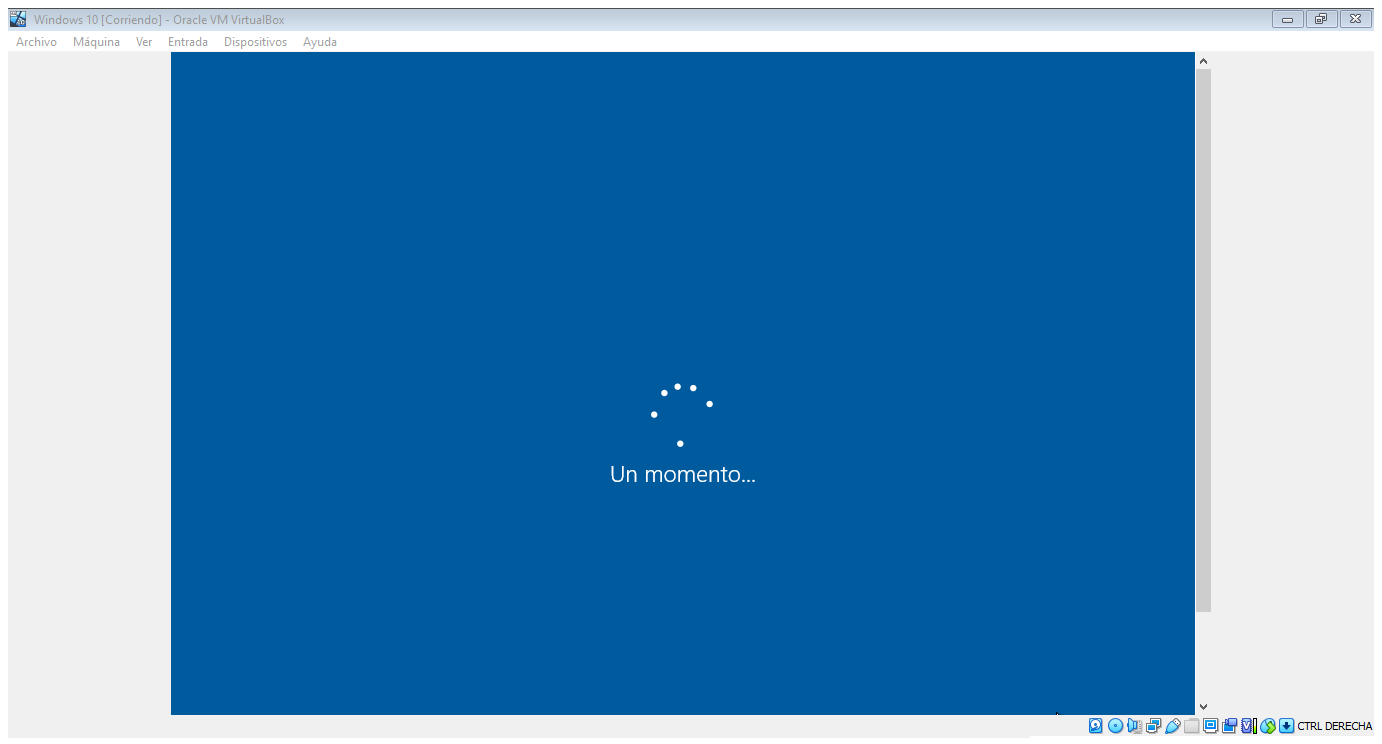 Windows 10 [Corriendo] - Oracle VM VirtualBox
Archivo Máquina Ver Entrada Dispositivos Ayuda
Un momento...
CTRL DERECHA